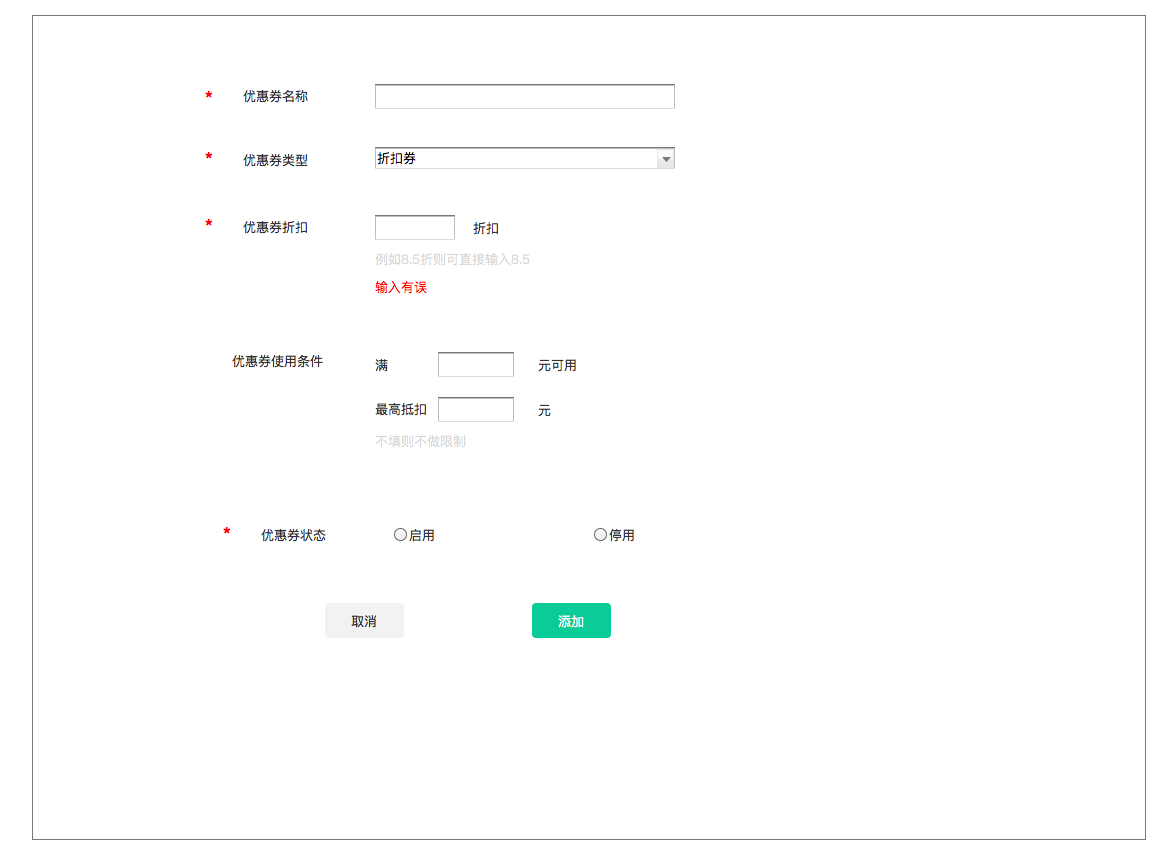 * 优惠券名称
* 优惠券类型 折扣券
* 优惠券折扣 折扣
例如8.5折则可直接输入8.5
输入有误
优惠券使用条件 满 元可用
最高抵扣 元
不填则不做限制
* 优惠券状态 启用 停用
取消 添加